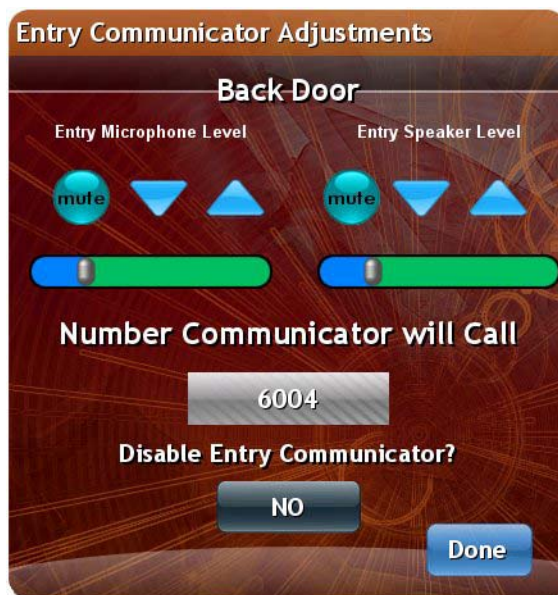 Entry Communicator Adjustments
Back Door
Entry Microphone Level
Entry Speaker Level
mute
mute
Number Communicator will Call
6004
Disable Entry Communicator?
NO
Done